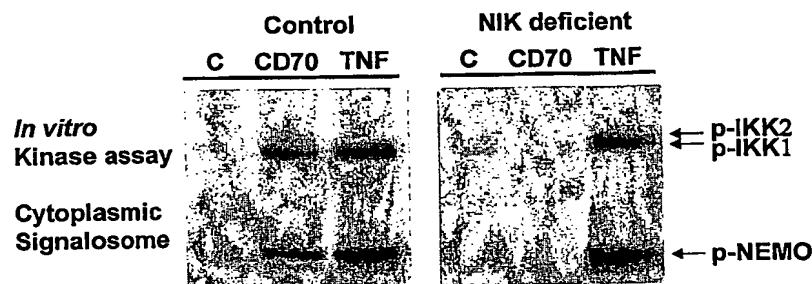 Control
NIK deficient
C CD70 TNF
C CD70 TNF
In vitro
Kinase assay
p-IKK2
p-IKK1
Cytoplasmic
Signalosome
p-NEMO